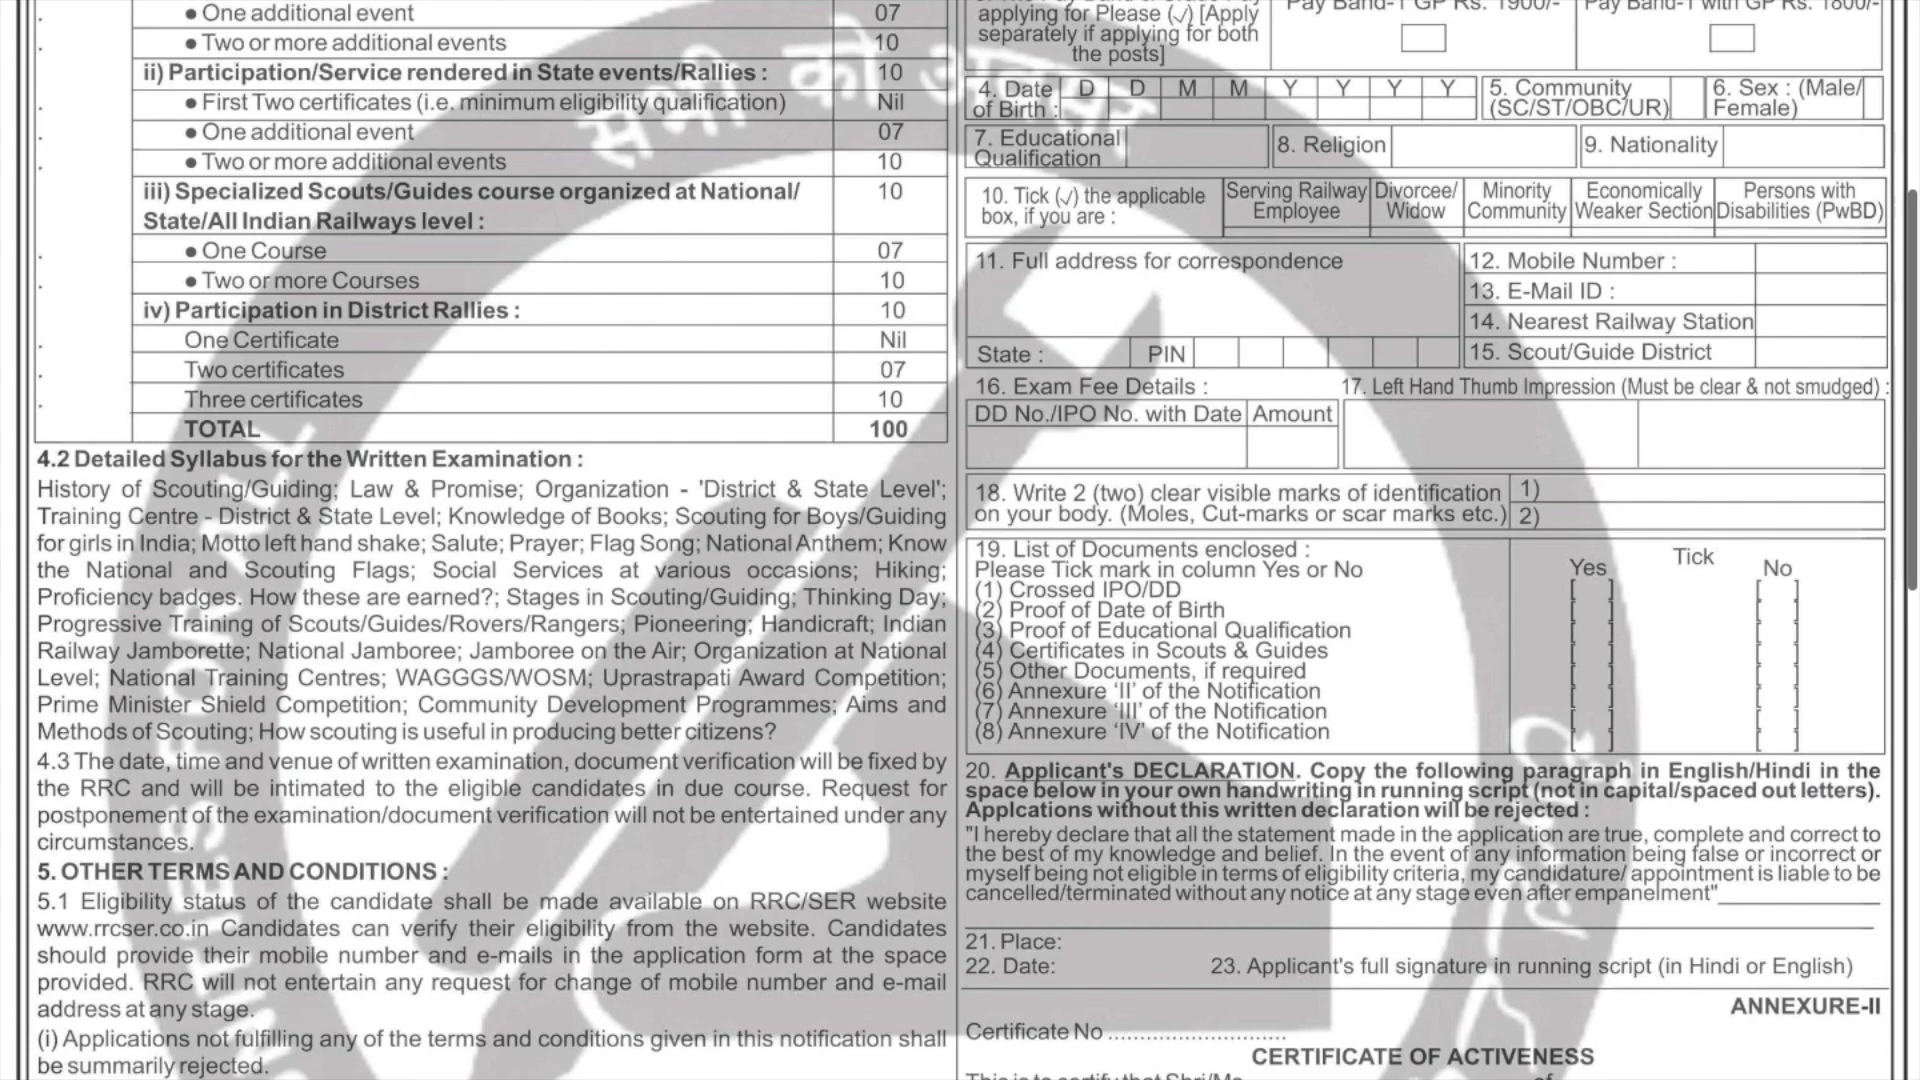 ● One additional event 07
● Two or more additional events 10
ii) Participation/Service rendered in State events/Rallies : 10
● First Two certificates (i.e. minimum eligibility qualification) Nil
● One additional event 07
● Two or more additional events 10
iii) Specialized Scouts/Guides course organized at National/ 10
State/All Indian Railways level :
● One Course 07
● Two or more Courses 10
iv) Participation in District Rallies : 10
One Certificate Nil
Two certificates 07
Three certificates 10
TOTAL 100
4.2 Detailed Syllabus for the Written Examination :
History of Scouting/Guiding; Law & Promise; Organization - 'District & State Level';
Training Centre - District & State Level; Knowledge of Books; Scouting for Boys/Guiding
for girls in India; Motto left hand shake; Salute; Prayer; Flag Song; National Anthem; Know
the National and Scouting Flags; Social Services at various occasions; Hiking;
Proficiency badges. How these are earned?; Stages in Scouting/Guiding; Thinking Day;
Progressive Training of Scouts/Guides/Rovers/Rangers; Pioneering; Handicraft; Indian
Railway Jamborette; National Jamboree; Jamboree on the Air; Organization at National
Level; National Training Centres; WAGGGS/WOSM; Uprastrapati Award Competition;
Prime Minister Shield Competition; Community Development Programmes; Aims and
Methods of Scouting; How scouting is useful in producing better citizens?
4.3 The date, time and venue of written examination, document verification will be fixed by
the RRC and will be intimated to the eligible candidates in due course. Request for
postponement of the examination/document verification will not be entertained under any
circumstances.
5. OTHER TERMS AND CONDITIONS :
5.1 Eligibility status of the candidate shall be made available on RRC/SER website
www.rrcser.co.in Candidates can verify their eligibility from the website. Candidates
should provide their mobile number and e-mails in the application form at the space
provided. RRC will not entertain any request for change of mobile number and e-mail
address at any stage.
(i) Applications not fulfilling any of the terms and conditions given in this notification shall
be summarily rejected.
applying for Please (✓) [Apply
separately if applying for both
the posts]
Pay Band-1 GP Rs. 1900/- Pay Band-1 with GP Rs. 1800/-
4. Date of Birth : D D M M Y Y Y Y
5. Community (SC/ST/OBC/UR)
6. Sex : (Male/ Female)
7. Educational Qualification
8. Religion
9. Nationality
10. Tick (✓) the applicable
box, if you are :
Serving Railway Employee
Divorcee/ Widow
Minority Community
Economically Weaker Section
Persons with Disabilities (PwBD)
11. Full address for correspondence
State : PIN
12. Mobile Number :
13. E-Mail ID :
14. Nearest Railway Station
15. Scout/Guide District
16. Exam Fee Details :
DD No./IPO No. with Date Amount
17. Left Hand Thumb Impression (Must be clear & not smudged) :
18. Write 2 (two) clear visible marks of identification 1)
on your body. (Moles, Cut-marks or scar marks etc.) 2)
19. List of Documents enclosed :
Please Tick mark in column Yes or No
Tick
Yes No
(1) Crossed IPO/DD
(2) Proof of Date of Birth
(3) Proof of Educational Qualification
(4) Certificates in Scouts & Guides
(5) Other Documents, if required
(6) Annexure ‘II’ of the Notification
(7) Annexure ‘III’ of the Notification
(8) Annexure ‘IV’ of the Notification
20. Applicant's DECLARATION. Copy the following paragraph in English/Hindi in the
space below in your own handwriting in running script (not in capital/spaced out letters).
Applcations without this written declaration will be rejected :
"I hereby declare that all the statement made in the application are true, complete and correct to
the best of my knowledge and belief. In the event of any information being false or incorrect or
myself being not eligible in terms of eligibility criteria, my candidature/ appointment is liable to be
cancelled/terminated without any notice at any stage even after empanelment"
21. Place:
22. Date: 23. Applicant's full signature in running script (in Hindi or English)
ANNEXURE-II
Certificate No ............................
CERTIFICATE OF ACTIVENESS
This is to certify that Shri/Ms. of
सभी को